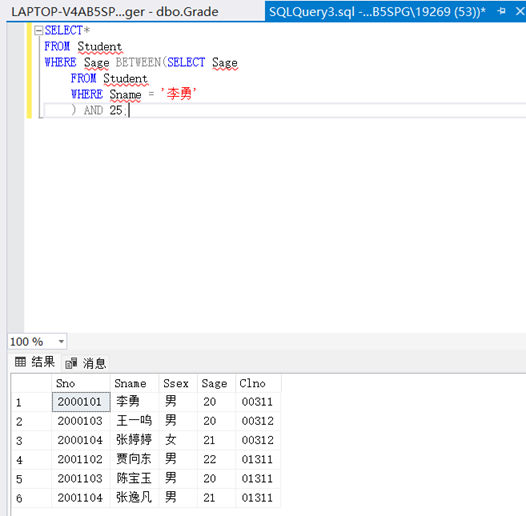 LAPTOP-V4AB5SP...ger - dbo.Grade SQLQuery3.sql -...B5SPG\19269 (53))*
SELECT*
FROM Student
WHERE Sage BETWEEN(SELECT Sage
FROM Student
WHERE Sname = '李勇'
) AND 25;
100 %
结果 消息
Sno Sname Ssex Sage Clno
1 2000101 李勇 男 20 00311
2 2000103 王一鸣 男 20 00312
3 2000104 张婷婷 女 21 00312
4 2001102 贾向东 男 22 01311
5 2001103 陈宝玉 男 20 01311
6 2001104 张逸凡 男 21 01311